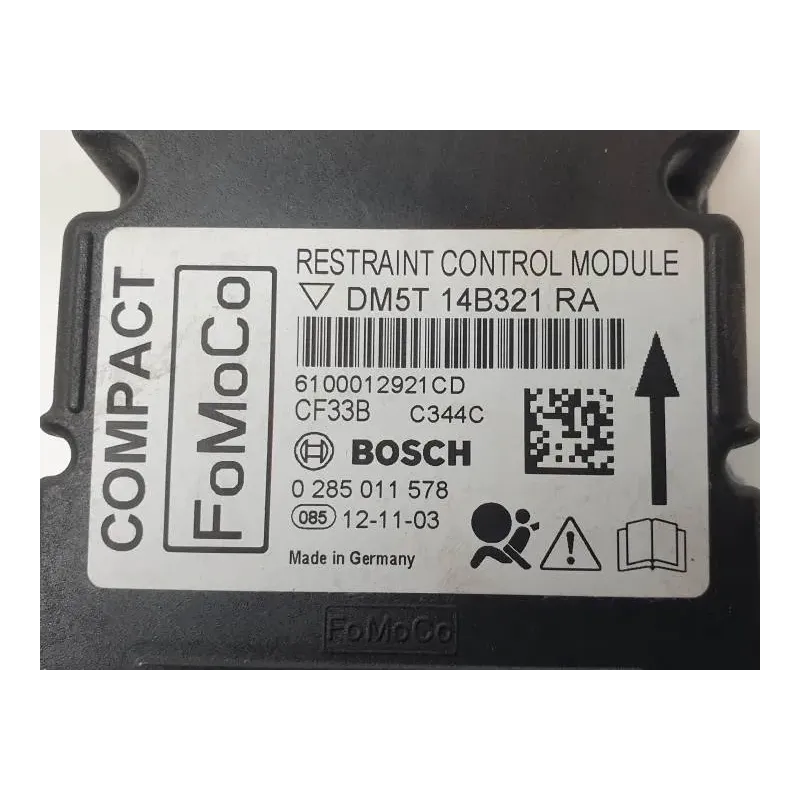 COMPACT
FoMoCo
RESTRAINT CONTROL MODULE
DM5T 14B321 RA
6100012921CD
CF33B C344C
BOSCH
0 285 011 578
085 12-11-03
Made in Germany
FoMoCo